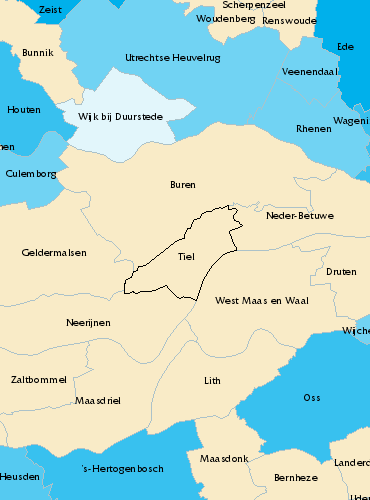 Zeist
Scherpenzeel
Woudenberg
Renswoude
Bunnik
Ede
Utrechtse Heuvelrug
Veenendaal
Houten
Wijk bij Duurstede
Wageni
Rhenen
nen
Culemborg
Buren
Neder-Betuwe
Geldermalsen
Tiel
Druten
West Maas en Waal
Neerijnen
Wijche
Zaltbommel
Lith
Maasdriel
Oss
Maasdonk
Landerd
's-Hertogenbosch
Heusden
Bernheze
Uden